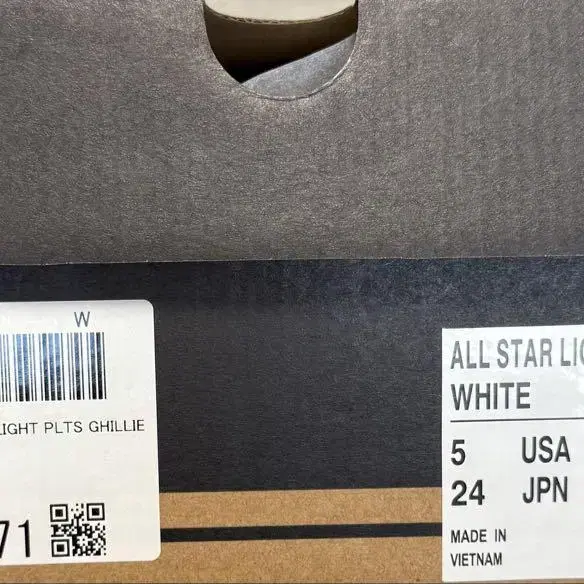 W
LIGHT PLTS GHILLIE
71
ALL STAR LIG
WHITE
5 USA
24 JPN
MADE IN
VIETNAM